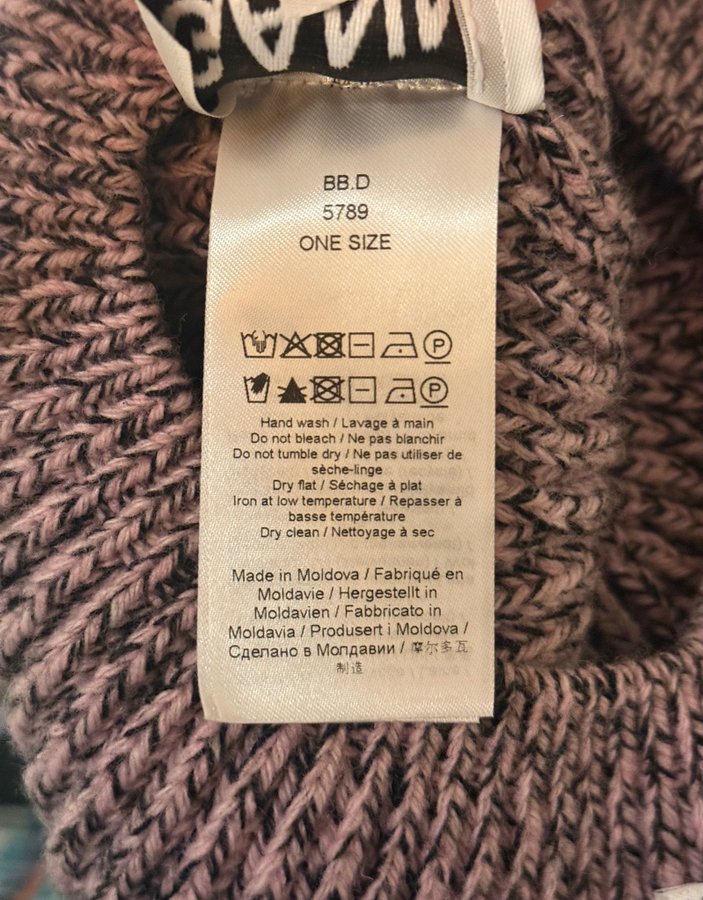 BB.D
5789
ONE SIZE
P
P
Hand wash / Lavage à main
Do not bleach / Ne pas blanchir
Do not tumble dry / Ne pas utiliser de
sèche-linge
Dry flat / Séchage à plat
Iron at low temperature / Repasser à
basse température
Dry clean / Nettoyage à sec
Made in Moldova / Fabriqué en
Moldavie / Hergestellt in
Moldavien / Fabbricato in
Moldavia / Produsert i Moldova /
Сделано в Молдавии / 摩尔多瓦
制造